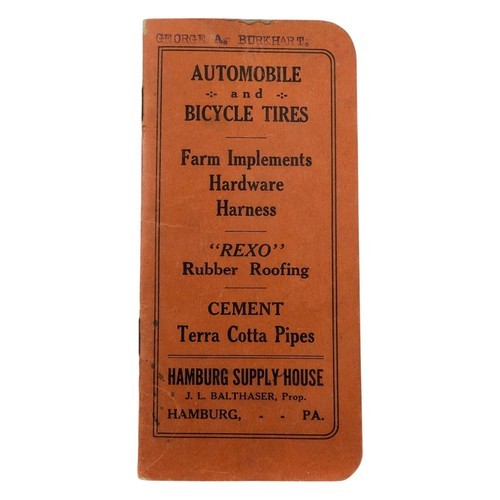 GEORGE A. BURKHART.
AUTOMOBILE
-:- and -:-
BICYCLE TIRES
Farm Implements
Hardware
Harness
"REXO"
Rubber Roofing
CEMENT
Terra Cotta Pipes
HAMBURG SUPPLY HOUSE
J. L. BALTHASER, Prop.
HAMBURG, - - PA.